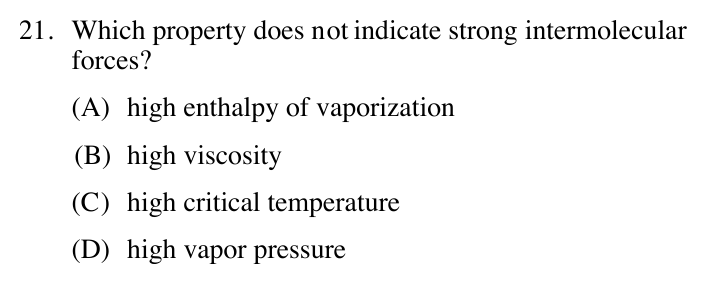 21. Which property does not indicate strong intermolecular
forces?
(A) high enthalpy of vaporization
(B) high viscosity
(C) high critical temperature
(D) high vapor pressure